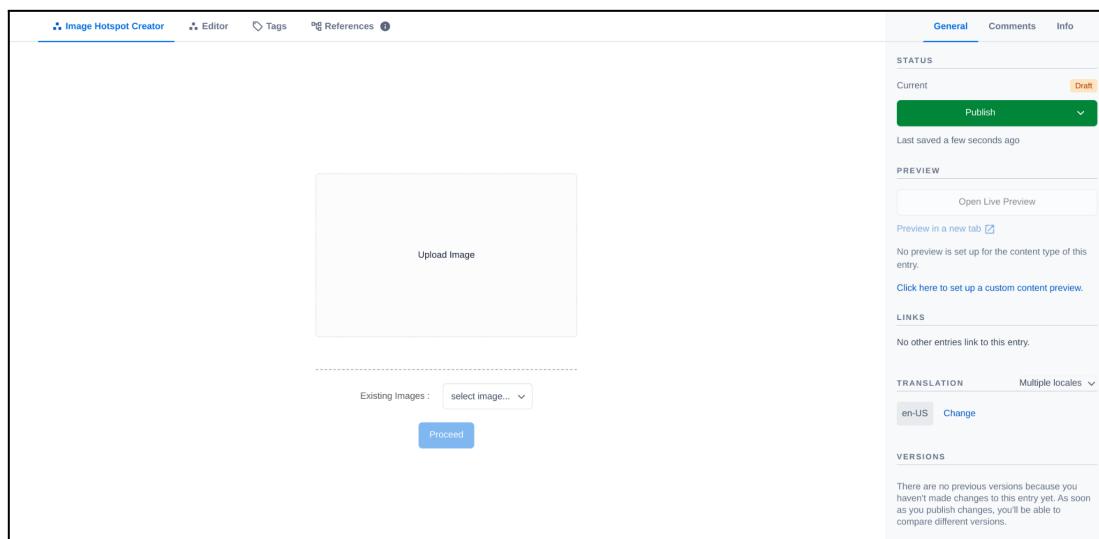 Image Hotspot Creator
Editor
Tags
References
General
Comments
Info
STATUS
Current
Draft
Publish
Last saved a few seconds ago
PREVIEW
Open Live Preview
Preview in a new tab
No preview is set up for the content type of this
entry.
Click here to set up a custom content preview.
LINKS
No other entries link to this entry.
TRANSLATION
Multiple locales
en-US
Change
VERSIONS
There are no previous versions because you
haven't made changes to this entry yet. As soon
as you publish changes, you'll be able to
compare different versions.
Upload Image
Existing Images :
select image...
Proceed